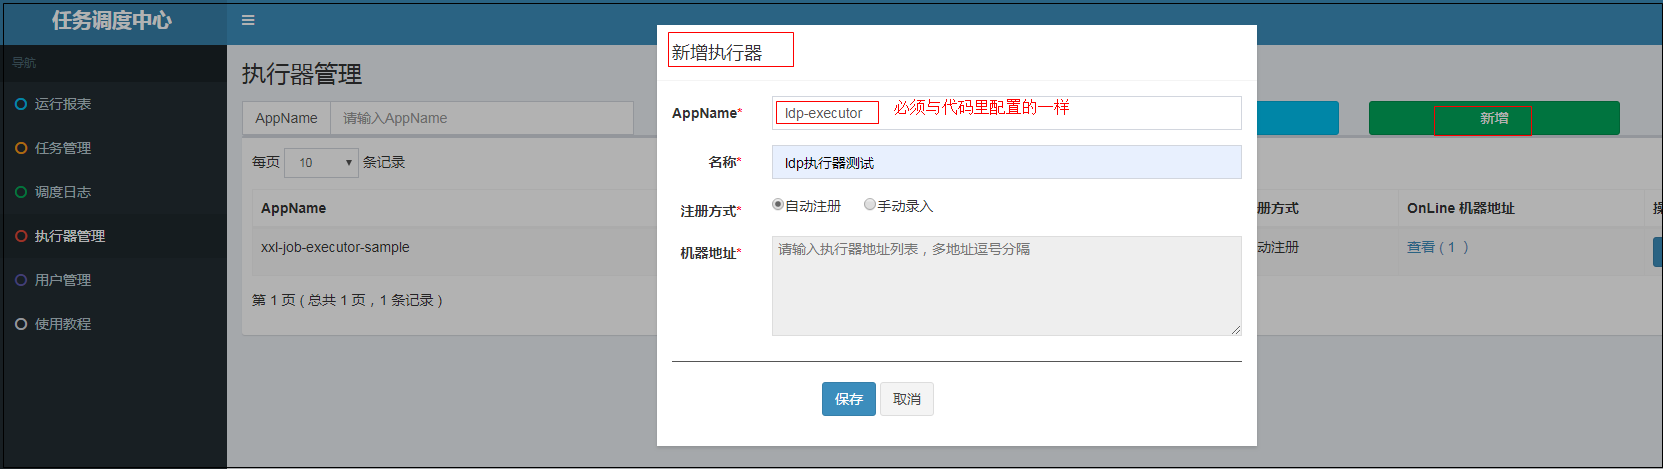 任务调度中心
导航
运行报表
任务管理
调度日志
执行器管理
用户管理
使用教程
执行器管理
AppName
请输入AppName
新增
每页 10 条记录
AppName
册方式
OnLine 机器地址
xxl-job-executor-sample
动注册
查看 ( 1 )
第 1 页 ( 总共 1 页，1 条记录 )
新增执行器
AppName*
ldp-executor
必须与代码里配置的一样
名称*
ldp执行器测试
注册方式*
自动注册
手动录入
机器地址*
请输入执行器地址列表，多地址逗号分隔
保存
取消